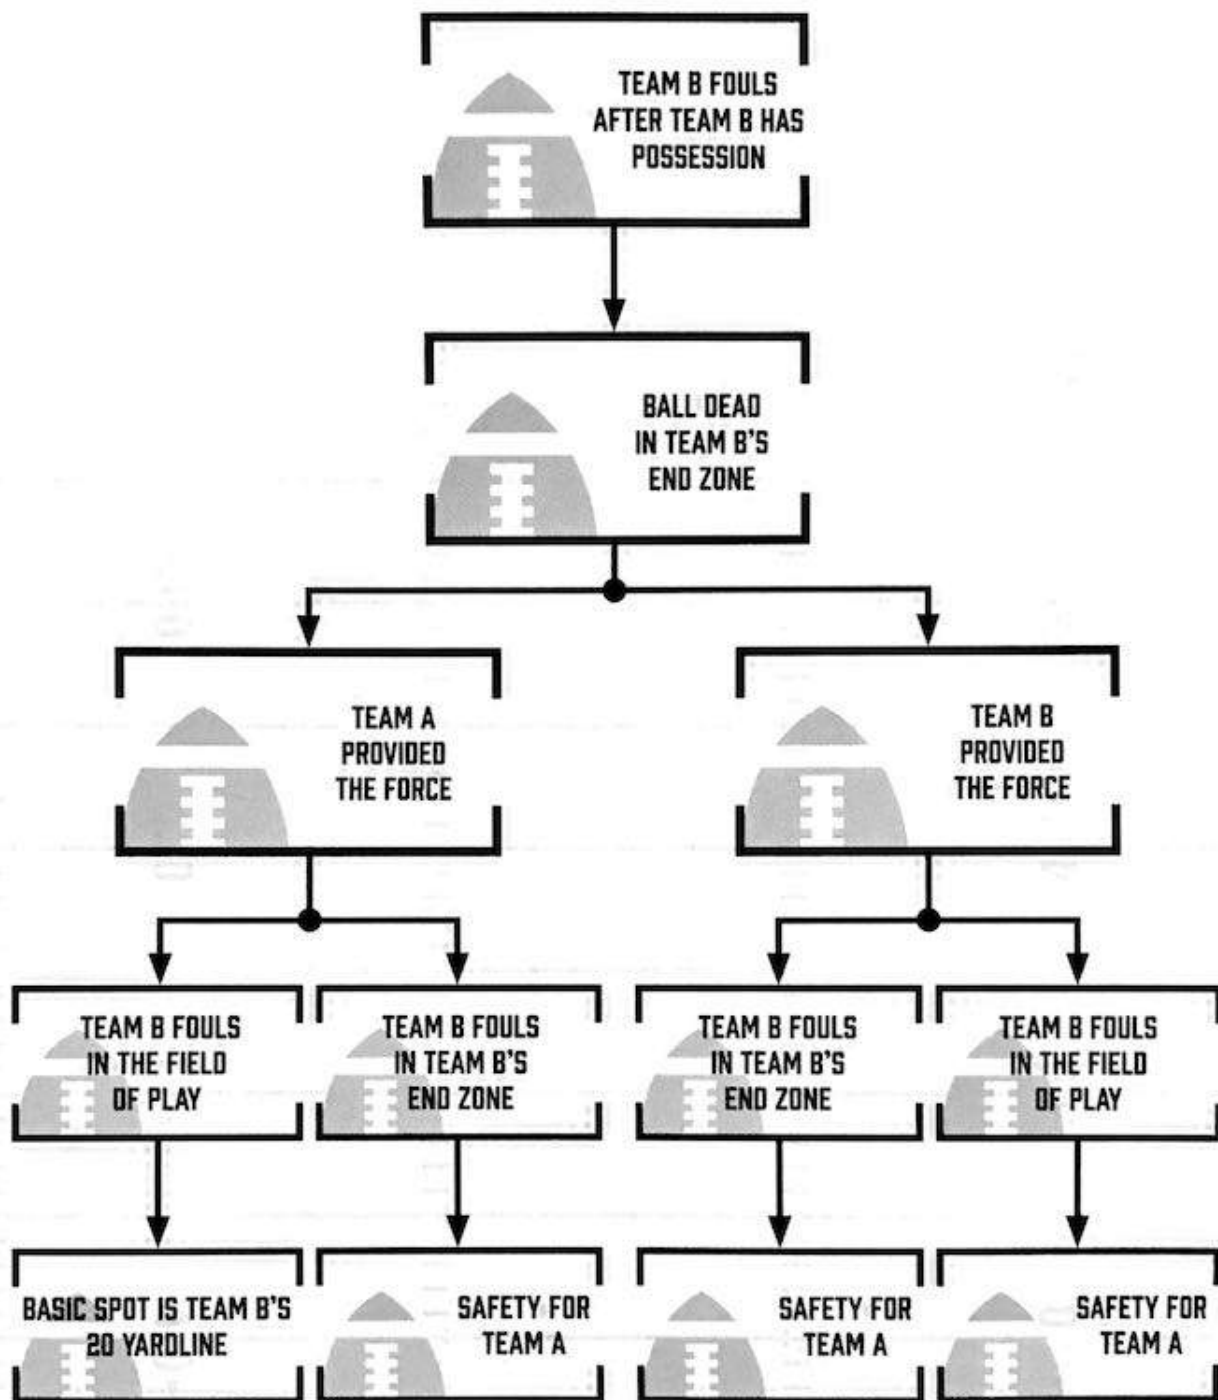 TEAM B FOULS
AFTER TEAM B HAS
POSSESSION
BALL DEAD
IN TEAM B'S
END ZONE
TEAM A
PROVIDED
THE FORCE
TEAM B
PROVIDED
THE FORCE
TEAM B FOULS
IN THE FIELD
OF PLAY
TEAM B FOULS
IN TEAM B'S
END ZONE
TEAM B FOULS
IN TEAM B'S
END ZONE
TEAM B FOULS
IN THE FIELD
OF PLAY
BASIC SPOT IS TEAM B'S
20 YARDLINE
SAFETY FOR
TEAM A
SAFETY FOR
TEAM A
SAFETY FOR
TEAM A